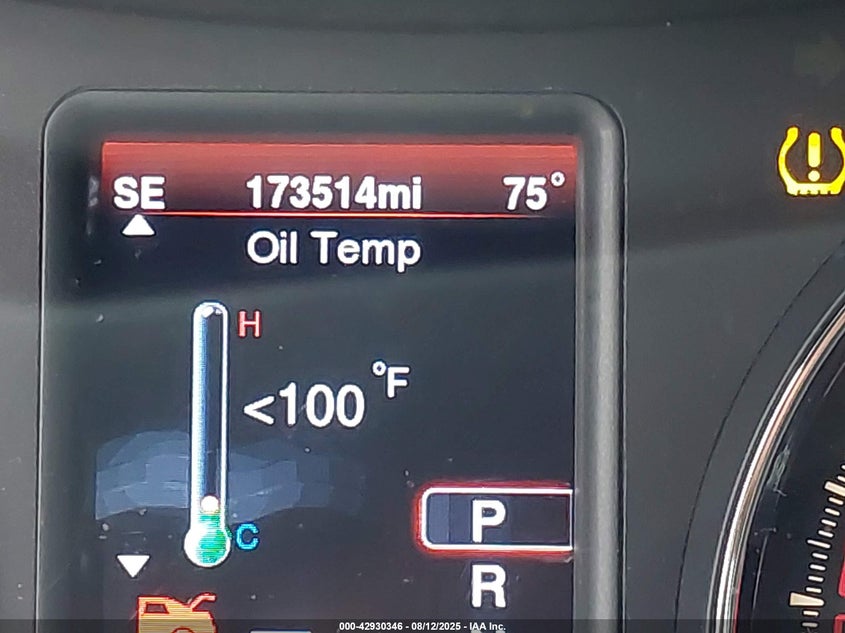 SE 173514mi 75°
Oil Temp
H
<100 °F
C
P
R
000-42930346 - 08/12/2025 - IAA Inc.